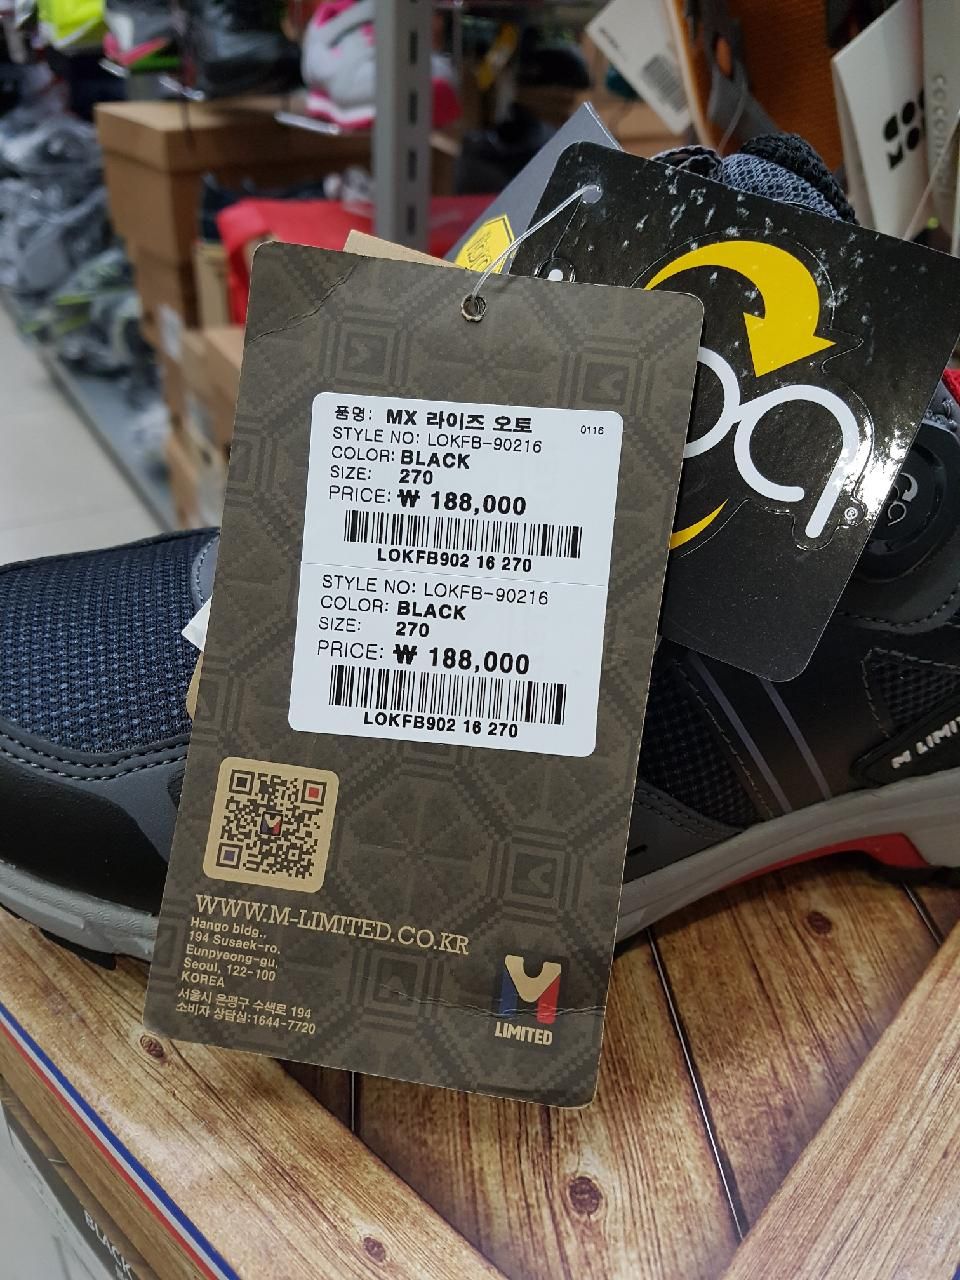 품명: MX 라이즈 오토 0116
STYLE NO: LOKFB-90216
COLOR: BLACK
SIZE: 270
PRICE: ₩ 188,000
LOKFB902 16 270
STYLE NO: LOKFB-90216
COLOR: BLACK
SIZE: 270
PRICE: ₩ 188,000
LOKFB902 16 270
WWW.M-LIMITED.CO.KR
Hango bldg.,
194 Susaek-ro,
Eunpyeong-gu,
Seoul, 122-100
KOREA
서울시 은평구 수색로 194
소비자 상담실:1644-7720
M
LIMITED
M LIMI
BLACK